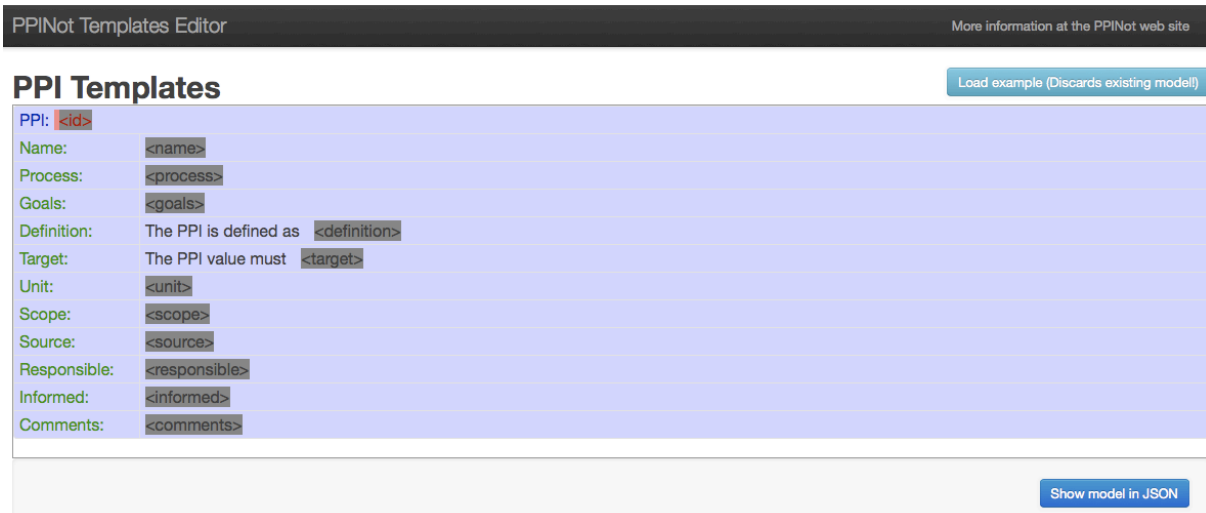 PPINot Templates Editor More information at the PPINot web site
PPI Templates Load example (Discards existing model!)
PPI: <id>
Name: <name>
Process: <process>
Goals: <goals>
Definition: The PPI is defined as <definition>
Target: The PPI value must <target>
Unit: <unit>
Scope: <scope>
Source: <source>
Responsible: <responsible>
Informed: <informed>
Comments: <comments>
Show model in JSON